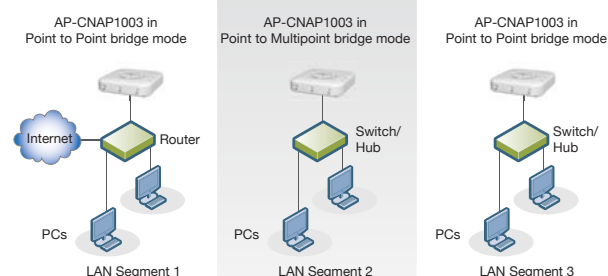 AP-CNAP1003 in
Point to Point bridge mode
AP-CNAP1003 in
Point to Multipoint bridge mode
AP-CNAP1003 in
Point to Point bridge mode
Internet
Router
PCs
LAN Segment 1
Switch/
Hub
PCs
LAN Segment 2
Switch/
Hub
PCs
LAN Segment 3